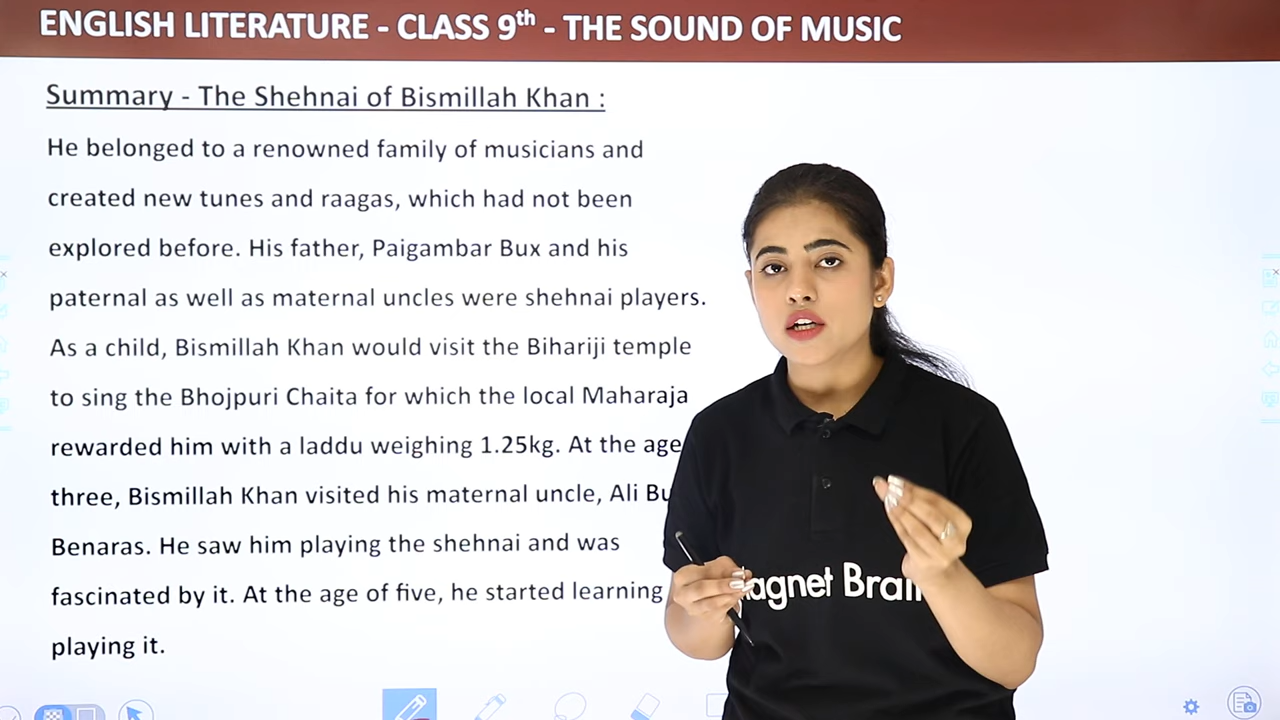 ENGLISH LITERATURE - CLASS 9th - THE SOUND OF MUSIC
Summary - The Shehnai of Bismillah Khan :
He belonged to a renowned family of musicians and
created new tunes and raagas, which had not been
explored before. His father, Paigambar Bux and his
paternal as well as maternal uncles were shehnai players.
As a child, Bismillah Khan would visit the Bihariji temple
to sing the Bhojpuri Chaita for which the local Maharaja
rewarded him with a laddu weighing 1.25kg. At the age
three, Bismillah Khan visited his maternal uncle, Ali
Benaras. He saw him playing the shehnai and was
fascinated by it. At the age of five, he started learning
playing it.